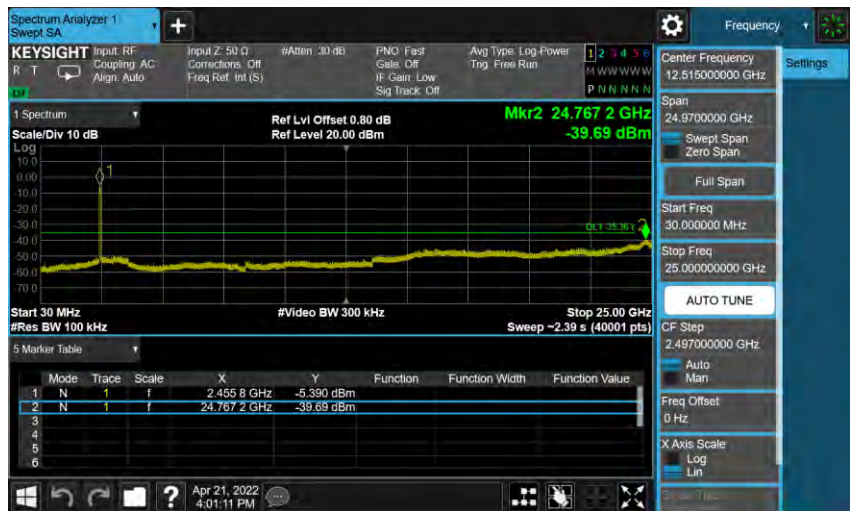 Spectrum Analyzer 1
Swept SA
+
Frequency
KEYSIGHT
R T
Input: RF
Coupling: AC
Align: Auto
Input Z: 50 Ω
Corrections: Off
Freq Ref: Int (S)
#Atten: 30 dB
PNO: Fast
Gate: Off
IF Gain: Low
Sig Track: Off
Avg Type: Log-Power
Trig: Free Run
1 2 3 4 5 6
M W W W W W
P N N N N N
1 Spectrum
Scale/Div 10 dB
Ref Lvl Offset 0.80 dB
Ref Level 20.00 dBm
Mkr2 24.767 2 GHz
-39.69 dBm
Log
10.0
0.00
-10.0
-20.0
-30.0
-40.0
-50.0
-60.0
-70.0
1
2
Start 30 MHz
#Res BW 100 kHz
#Video BW 300 kHz
Stop 25.00 GHz
Sweep ~2.39 s (40001 pts)
5 Marker Table
Mode Trace Scale X Y Function Function Width Function Value
1 N 1 f 2.455 8 GHz -5.390 dBm
2 N 1 f 24.767 2 GHz -39.69 dBm
3
4
5
6
Apr 21, 2022
4:01:11 PM
?
Center Frequency
12.515000000 GHz
Settings
Span
24.9700000 GHz
Swept Span
Zero Span
Full Span
Start Freq
30.000000 MHz
Stop Freq
25.000000000 GHz
AUTO TUNE
CF Step
2.497000000 GHz
Auto
Man
Freq Offset
0 Hz
X Axis Scale
Log
Lin